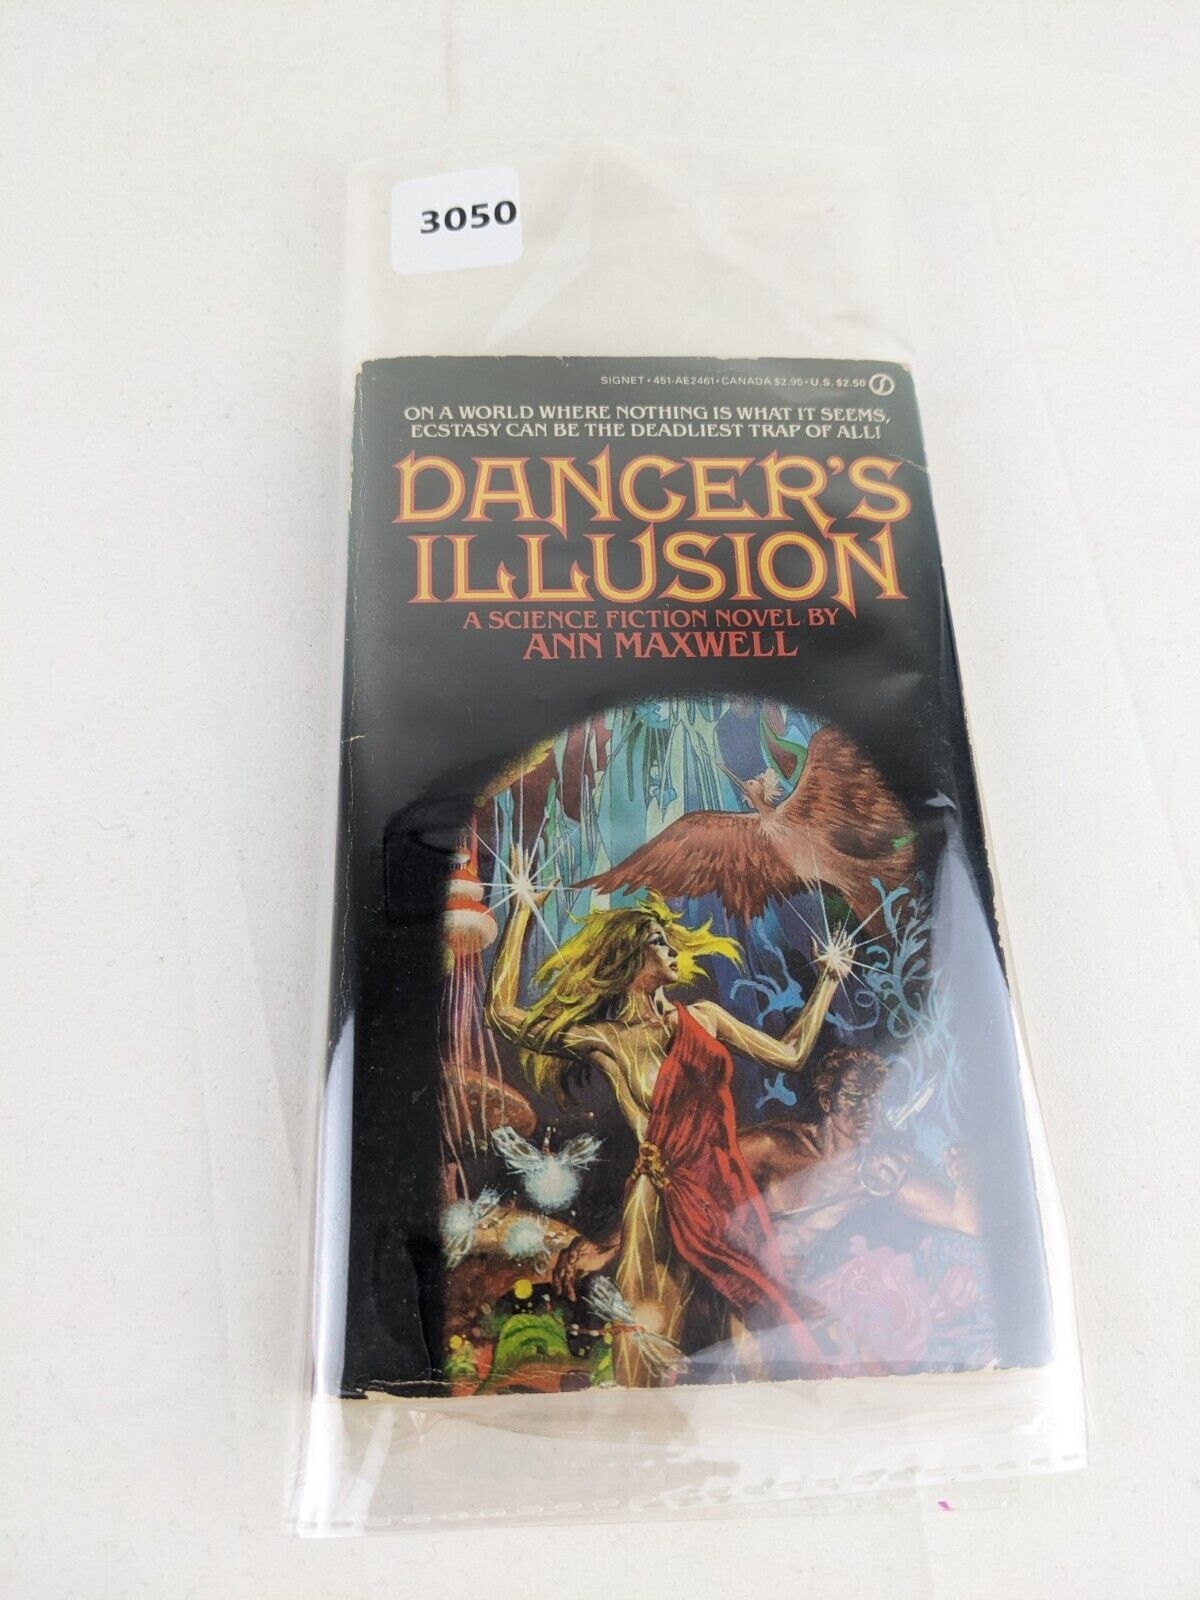 3050
SIGNET • 451-AE2461 • CANADA $2.95 • U.S. $2.50
ON A WORLD WHERE NOTHING IS WHAT IT SEEMS,
ECSTASY CAN BE THE DEADLIEST TRAP OF ALL!
DANCER'S
ILLUSION
A SCIENCE FICTION NOVEL BY
ANN MAXWELL